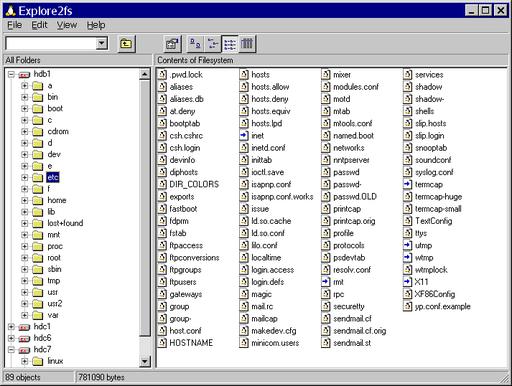 Explore2fs
File Edit View Help
All Folders
Contents of Filesystem
hdb1
a
bin
boot
c
cdrom
d
dev
e
etc
f
home
lib
lost+found
mnt
proc
root
sbin
tmp
usr
usr2
var
hdc1
hdc6
hdc7
linux
.pwd.lock
aliases
aliases.db
at.deny
bootptab
csh.cshrc
csh.login
devinfo
diphosts
DIR_COLORS
exports
fastboot
fdprm
fstab
ftpaccess
ftpconversions
ftpgroups
ftpusers
gateways
group
group-
host.conf
HOSTNAME
hosts
hosts.allow
hosts.deny
hosts.equiv
hosts.lpd
inet
inetd.conf
inittab
ioctl.save
isapnp.conf
isapnp.conf.works
issue
ld.so.cache
ld.so.conf
lilo.conf
localtime
login.access
login.defs
magic
mail.rc
mailcap
makedev.cfg
minicom.users
mixer
modules.conf
motd
mtab
mtools.conf
named.boot
networks
nntpserver
passwd
passwd-
passwd.OLD
printcap
printcap.orig
profile
protocols
psdevtab
resolv.conf
rmt
rpc
securetty
sendmail.cf
sendmail.cf.orig
sendmail.st
services
shadow
shadow-
shells
slip.hosts
slip.login
snooptab
soundconf
syslog.conf
termcap
termcap-huge
termcap-small
TextConfig
ttys
utmp
wtmp
wtmplock
X11
XF86Config
yp.conf.example
89 objects
781090 bytes